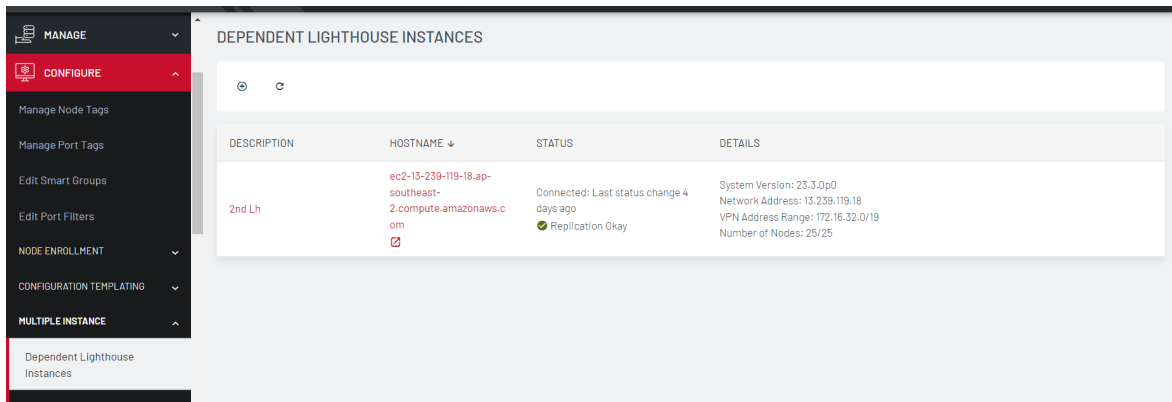 MANAGE
CONFIGURE
Manage Node Tags
Manage Port Tags
Edit Smart Groups
Edit Port Filters
NODE ENROLLMENT
CONFIGURATION TEMPLATING
MULTIPLE INSTANCE
Dependent Lighthouse
Instances
DEPENDENT LIGHTHOUSE INSTANCES
DESCRIPTION HOSTNAME STATUS DETAILS
2nd Lh
ec2-13-239-119-18.ap-
southeast-
2.compute.amazonaws.c
om
Connected: Last status change 4
days ago
Replication Okay
System Version: 23.3.0p0
Network Address: 13.239.119.18
VPN Address Range: 172.16.32.0/19
Number of Nodes: 25/25